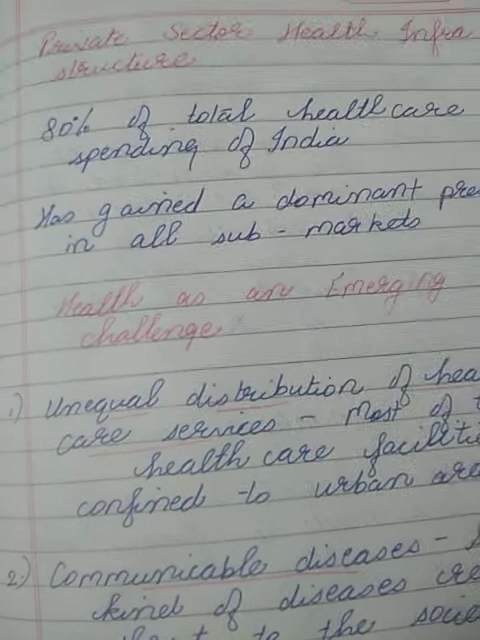 Private Sector Health Infra
structure
80% of total healthcare
spending of India
Has gained a dominant pre
in all sub-markets
Health as an Emerging
challenge
1) Unequal distribution of hea
care services - Most of t
health care faciliti
confined to urban are
2) Communicable diseases -
kind of diseases cre
to the socie